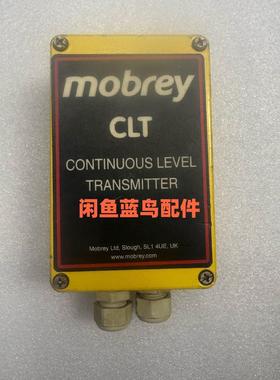 mobrey
CLT
CONTINUOUS LEVEL
TRANSMITTER
闲鱼蓝鸟配件
Mobrey Ltd, Slough, SL1 4UE, UK
www.mobrey.com